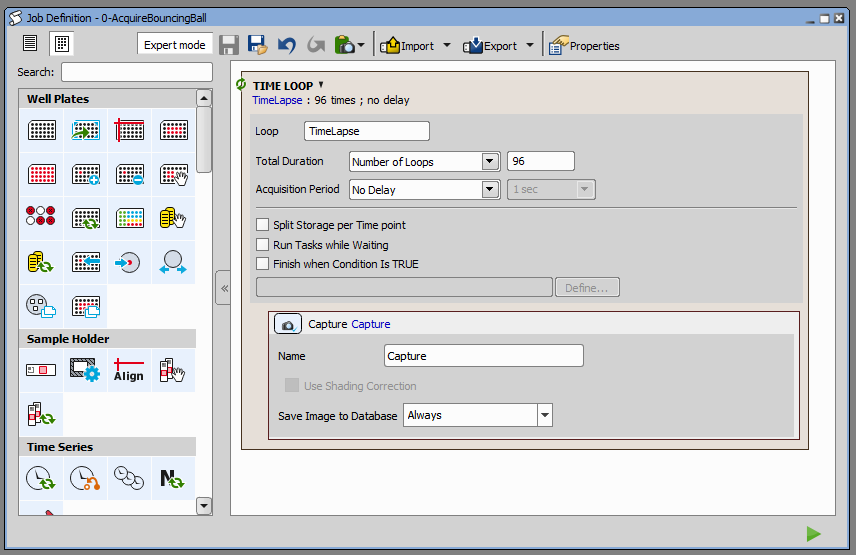 Job Definition - 0-AcquireBouncingBall
Expert mode
Import
Export
Properties
Search:
Well Plates
Sample Holder
Align
Time Series
N
TIME LOOP
TimeLapse : 96 times ; no delay
Loop TimeLapse
Total Duration Number of Loops 96
Acquisition Period No Delay 1 sec
Split Storage per Time point
Run Tasks while Waiting
Finish when Condition Is TRUE
Define...
Capture Capture
Name Capture
Use Shading Correction
Save Image to Database Always